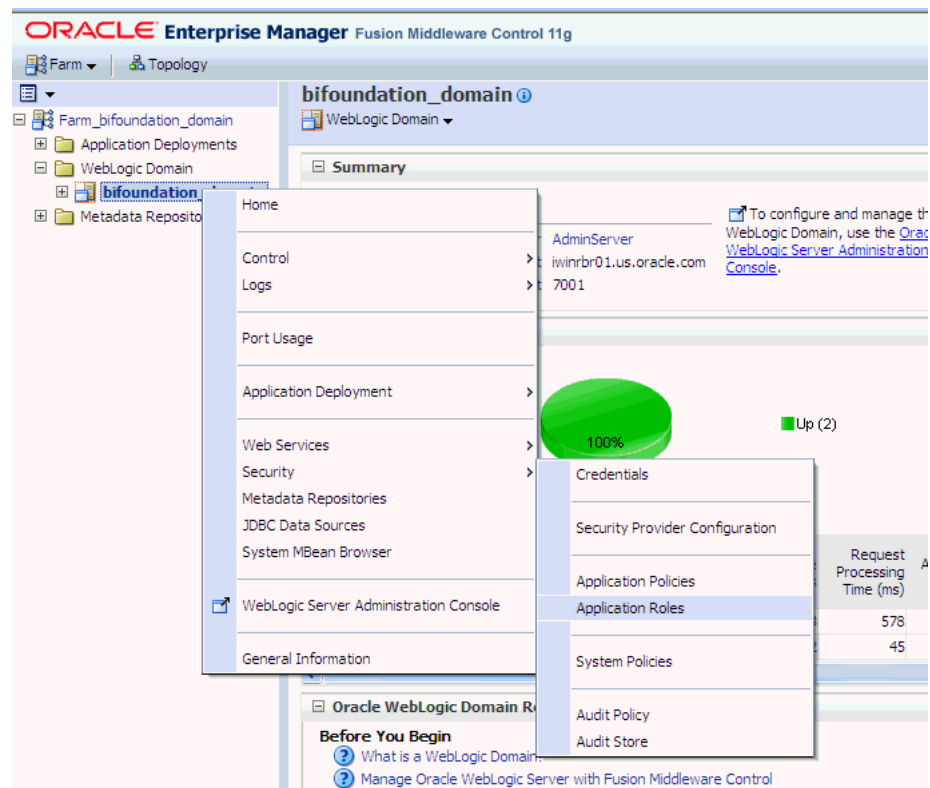 ORACLE Enterprise Manager Fusion Middleware Control 11g
Farm
Topology
Farm_bifoundation_domain
Application Deployments
WebLogic Domain
bifoundation
Metadata
bifoundation_domain
WebLogic Domain
Summary
AdminServer
iwinrbr01.us.oracle.com
7001
To configure and manage
WebLogic Domain, use the
WebLogic Server Administration
Console.
100%
Up (2)
Request
Processing
Time (ms)
578
45
Home
Control
Logs
Port Usage
Application Deployment
Web Services
Security
Metadata Repositories
JDBC Data Sources
System MBean Browser
WebLogic Server Administration Console
General Information
Credentials
Security Provider Configuration
Application Policies
Application Roles
System Policies
Audit Policy
Audit Store
Oracle WebLogic Domain
Before You Begin
What is a WebLogic Domain?
Manage Oracle WebLogic Server with Fusion Middleware Control